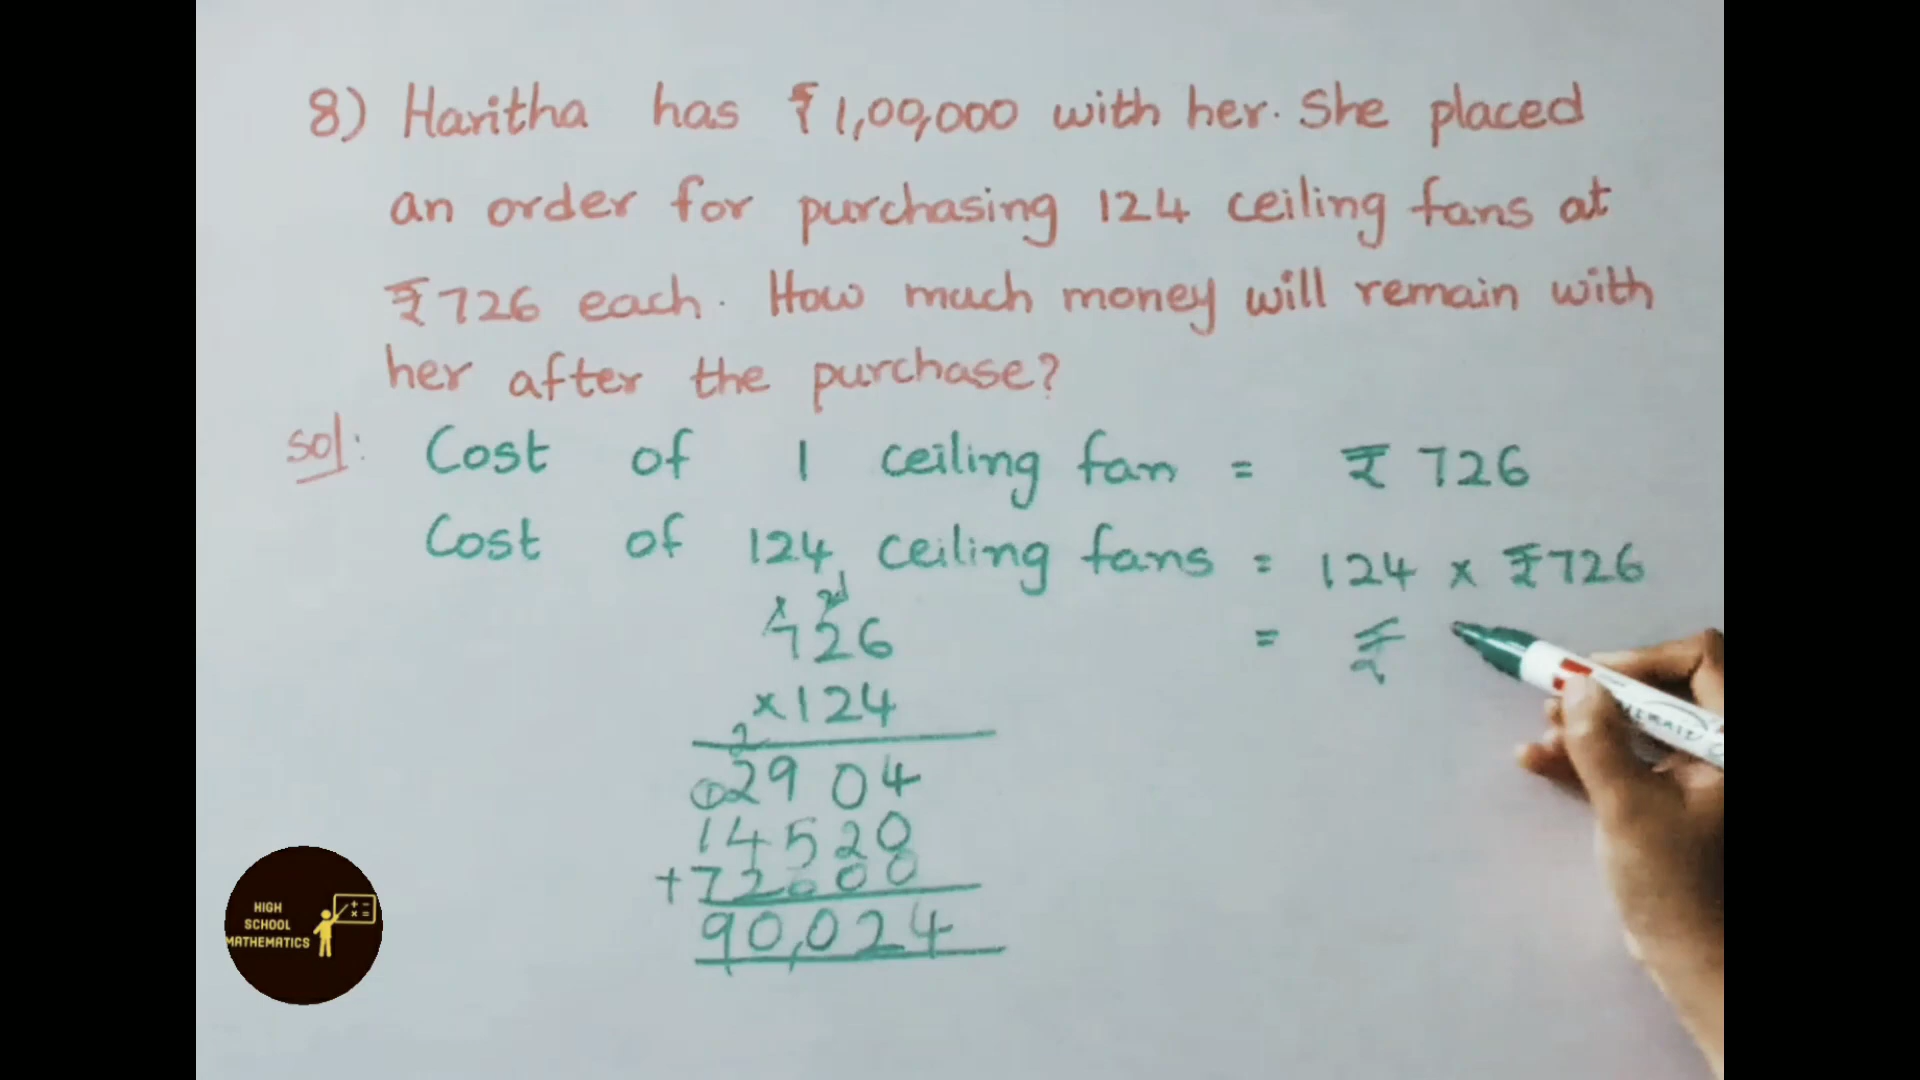 8) Haritha has ₹1,00,000 with her. She placed
an order for purchasing 124 ceiling fans at
₹726 each. How much money will remain with
her after the purchase?
Sol: Cost of 1 ceiling fan = ₹ 726
Cost of 124 ceiling fans = 124 x ₹726
= ₹
726
x124
2904
14520
+72600
90,024
HIGH
SCHOOL
MATHEMATICS